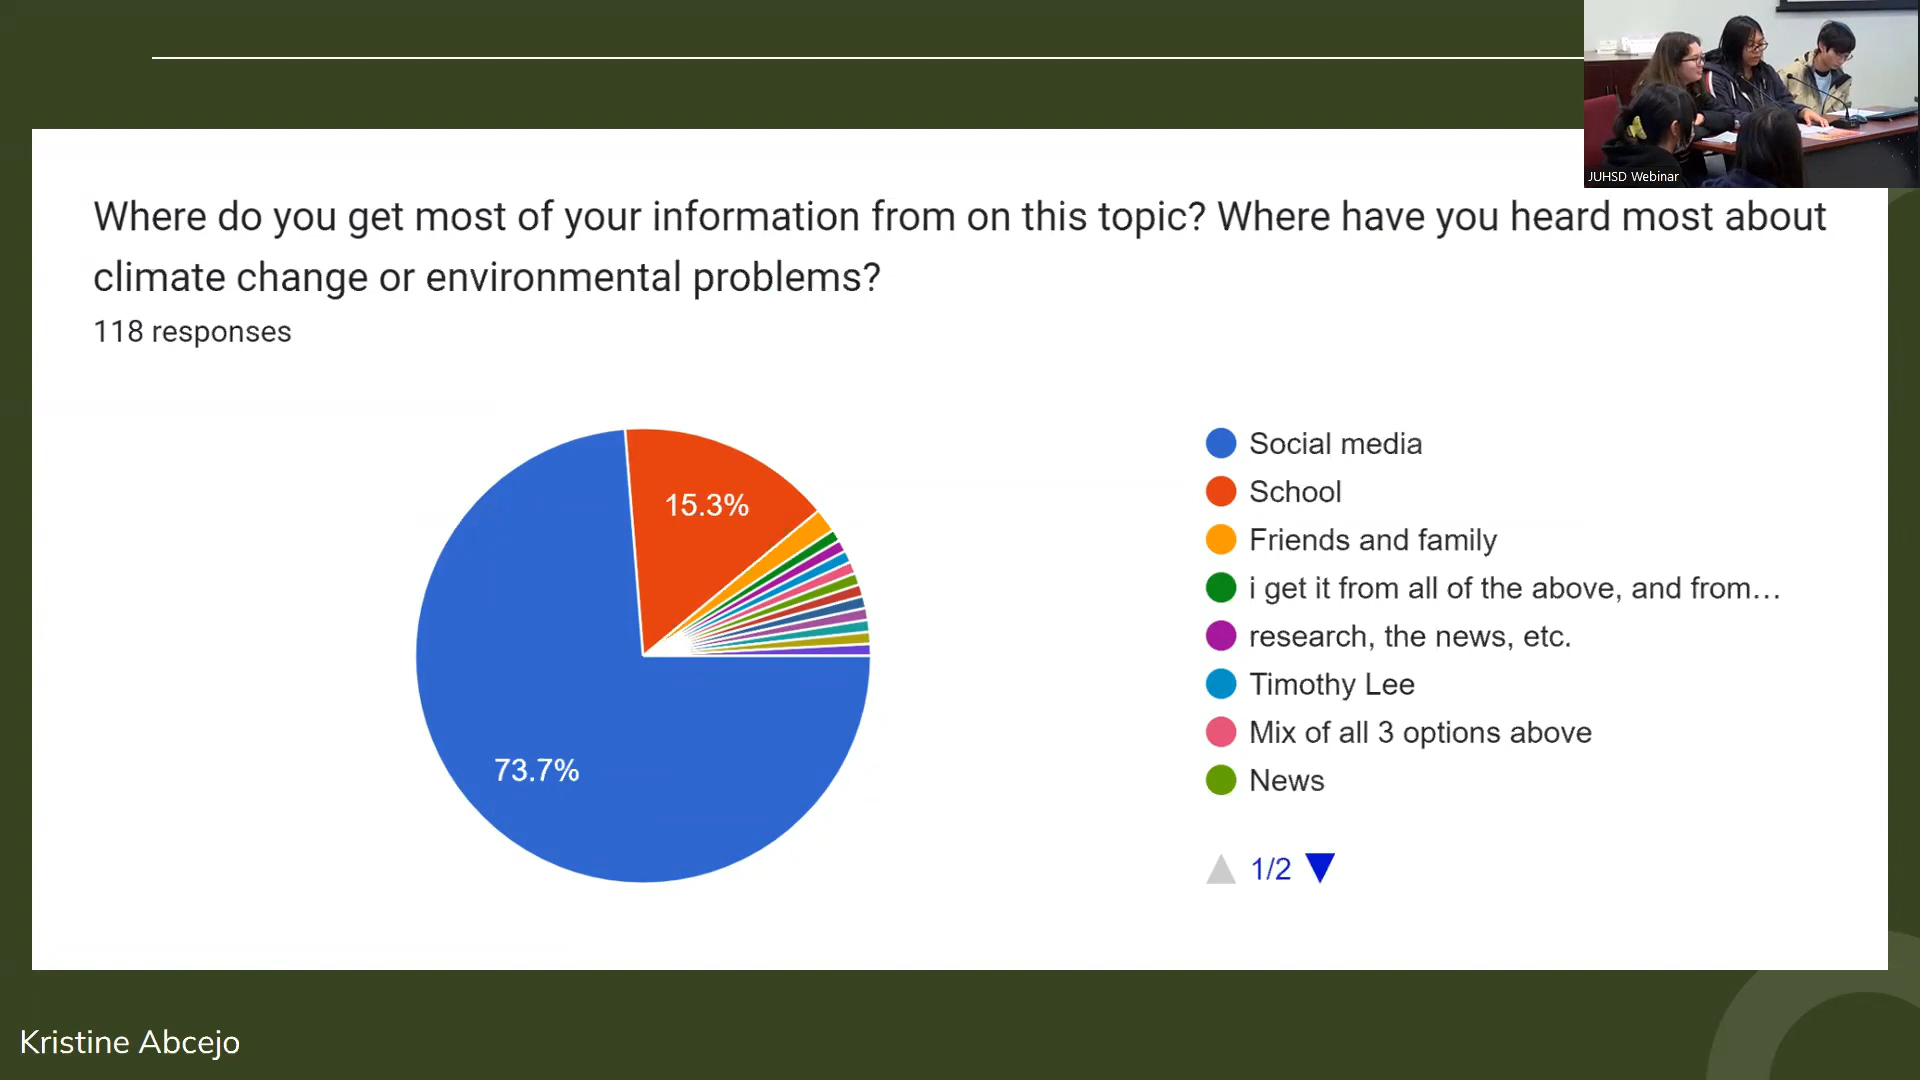 JUHSD Webinar
Where do you get most of your information from on this topic? Where have you heard most about
climate change or environmental problems?
118 responses
15.3%
73.7%
Social media
School
Friends and family
i get it from all of the above, and from...
research, the news, etc.
Timothy Lee
Mix of all 3 options above
News
1/2
Kristine Abcejo